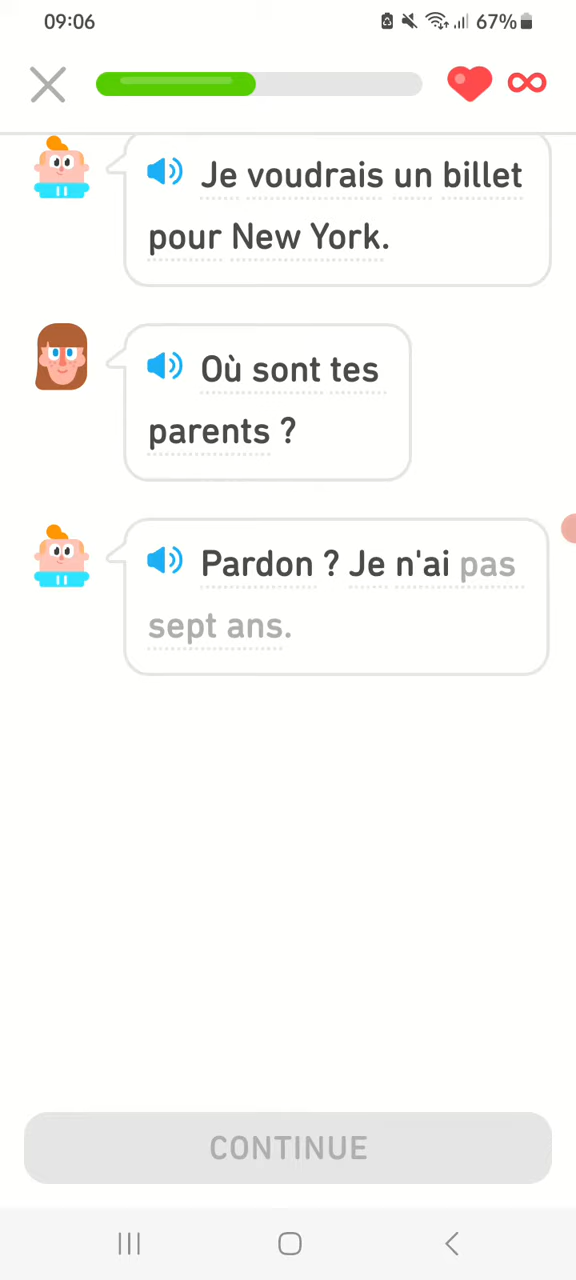 09:06
67%
Je voudrais un billet
pour New York.
Où sont tes
parents ?
Pardon ? Je n'ai pas
sept ans.
CONTINUE